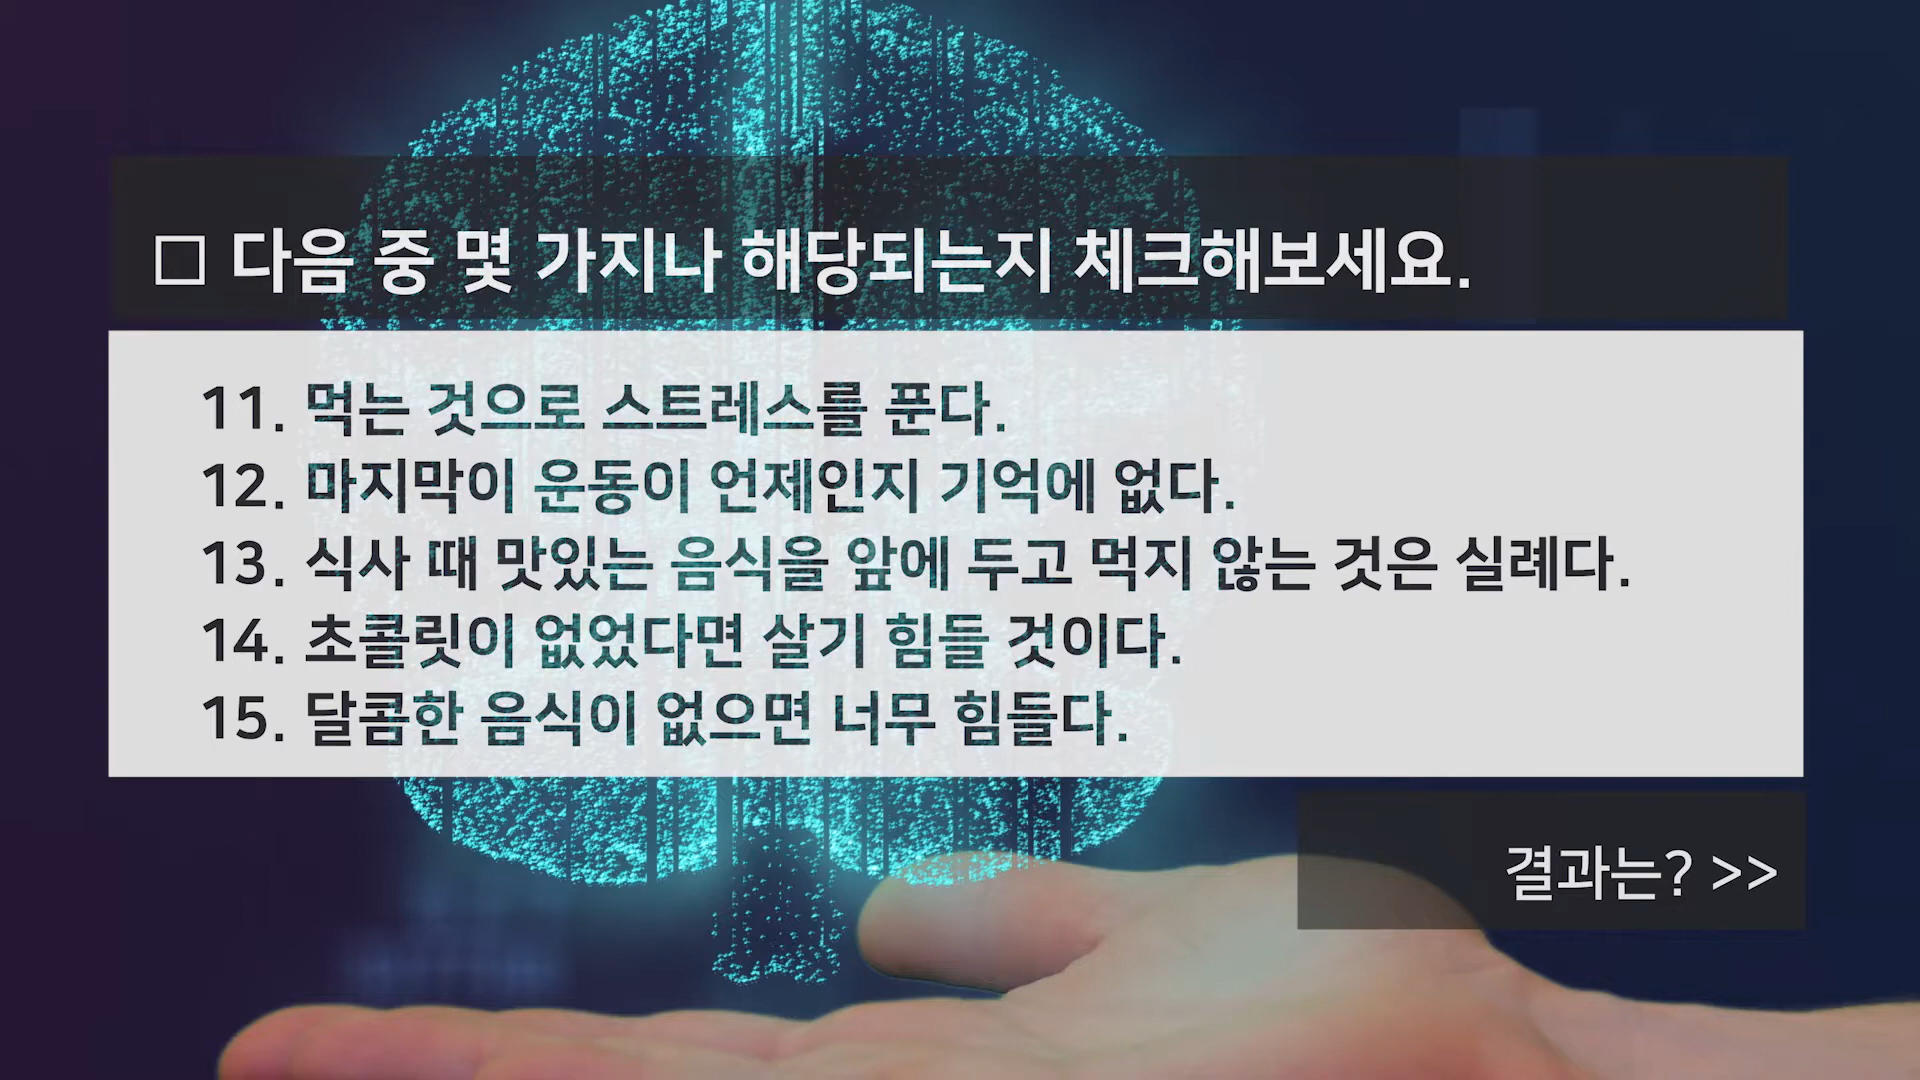 □ 다음 중 몇 가지나 해당되는지 체크해보세요.
11. 먹는 것으로 스트레스를 푼다.
12. 마지막이 운동이 언제인지 기억에 없다.
13. 식사 때 맛있는 음식을 앞에 두고 먹지 않는 것은 실례다.
14. 초콜릿이 없었다면 살기 힘들 것이다.
15. 달콤한 음식이 없으면 너무 힘들다.
결과는? >>